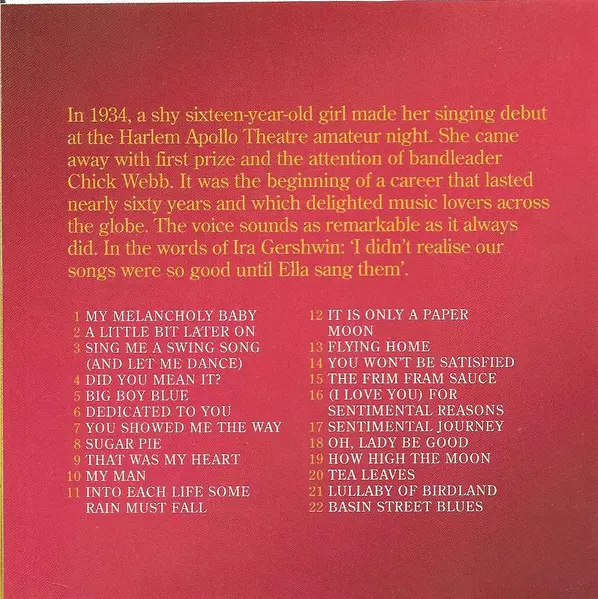 In 1934, a shy sixteen-year-old girl made her singing debut
at the Harlem Apollo Theatre amateur night. She came
away with first prize and the attention of bandleader
Chick Webb. It was the beginning of a career that lasted
nearly sixty years and which delighted music lovers across
the globe. The voice sounds as remarkable as it always
did. In the words of Ira Gershwin: ‘I didn’t realise our
songs were so good until Ella sang them’.
1 MY MELANCHOLY BABY
2 A LITTLE BIT LATER ON
3 SING ME A SWING SONG
(AND LET ME DANCE)
4 DID YOU MEAN IT?
5 BIG BOY BLUE
6 DEDICATED TO YOU
7 YOU SHOWED ME THE WAY
8 SUGAR PIE
9 THAT WAS MY HEART
10 MY MAN
11 INTO EACH LIFE SOME
RAIN MUST FALL
12 IT IS ONLY A PAPER
MOON
13 FLYING HOME
14 YOU WON’T BE SATISFIED
15 THE FRIM FRAM SAUCE
16 (I LOVE YOU) FOR
SENTIMENTAL REASONS
17 SENTIMENTAL JOURNEY
18 OH, LADY BE GOOD
19 HOW HIGH THE MOON
20 TEA LEAVES
21 LULLABY OF BIRDLAND
22 BASIN STREET BLUES